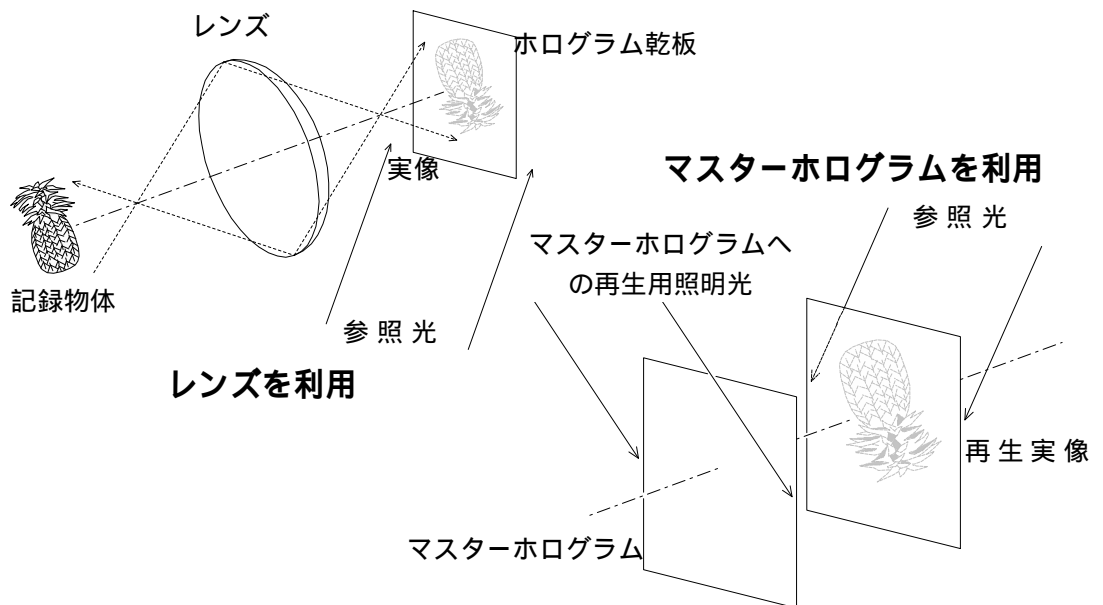 レンズ
ホログラム乾板
実像
記録物体
参照光
レンズを利用
マスターホログラムを利用
参照光
マスターホログラムへ
の再生用照明光
再生実像
マスターホログラム